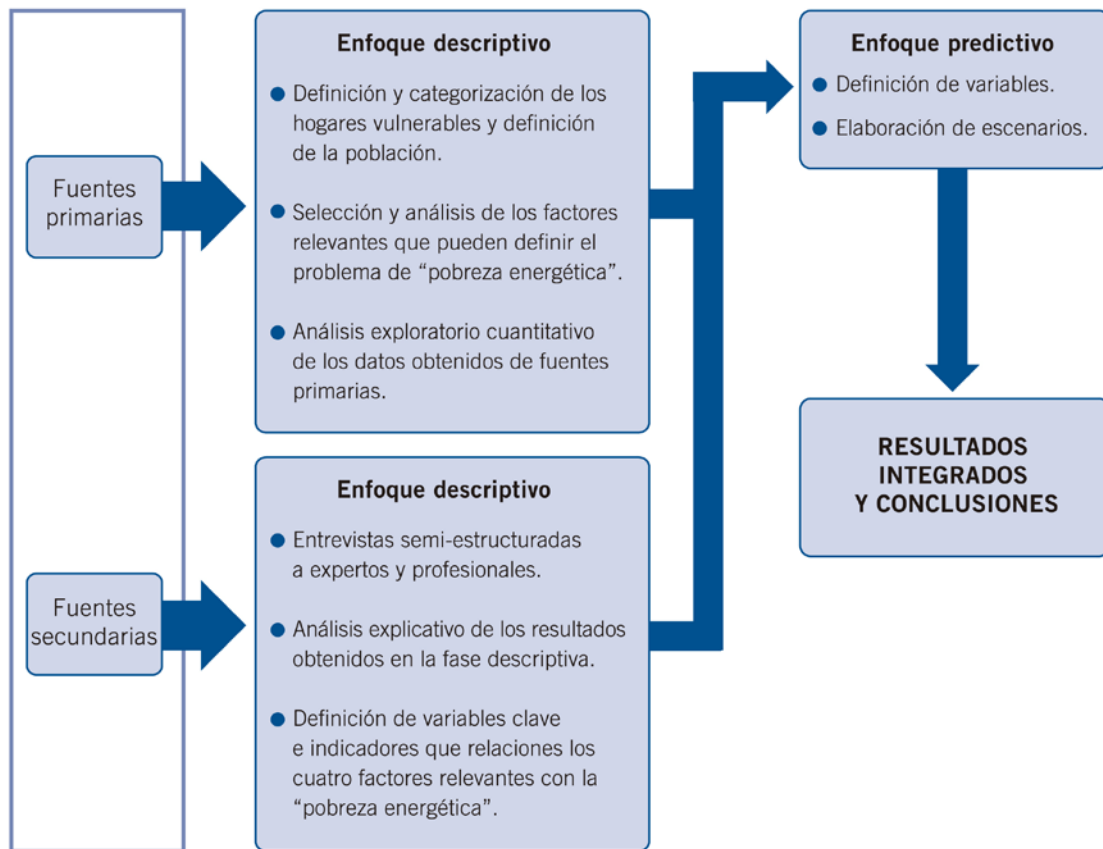 Fuentes
primarias
Enfoque descriptivo
Definición y categorización de los
hogares vulnerables y definición
de la población.
Selección y análisis de los factores
relevantes que pueden definir el
problema de “pobreza energética”.
Análisis exploratorio cuantitativo
de los datos obtenidos de fuentes
primarias.
Fuentes
secundarias
Enfoque descriptivo
Entrevistas semi-estructuradas
a expertos y profesionales.
Análisis explicativo de los resultados
obtenidos en la fase descriptiva.
Definición de variables clave
e indicadores que relaciones los
cuatro factores relevantes con la
“pobreza energética”.
Enfoque predictivo
Definición de variables.
Elaboración de escenarios.
RESULTADOS
INTEGRADOS
Y CONCLUSIONES